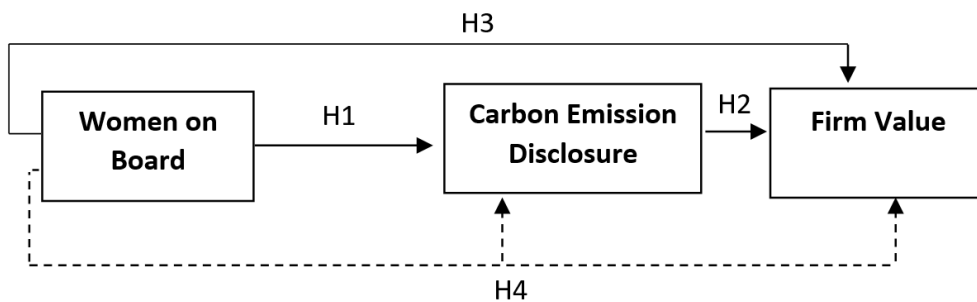 H3
Women on
Board
H1
Carbon Emission
Disclosure
H2
Firm Value
H4